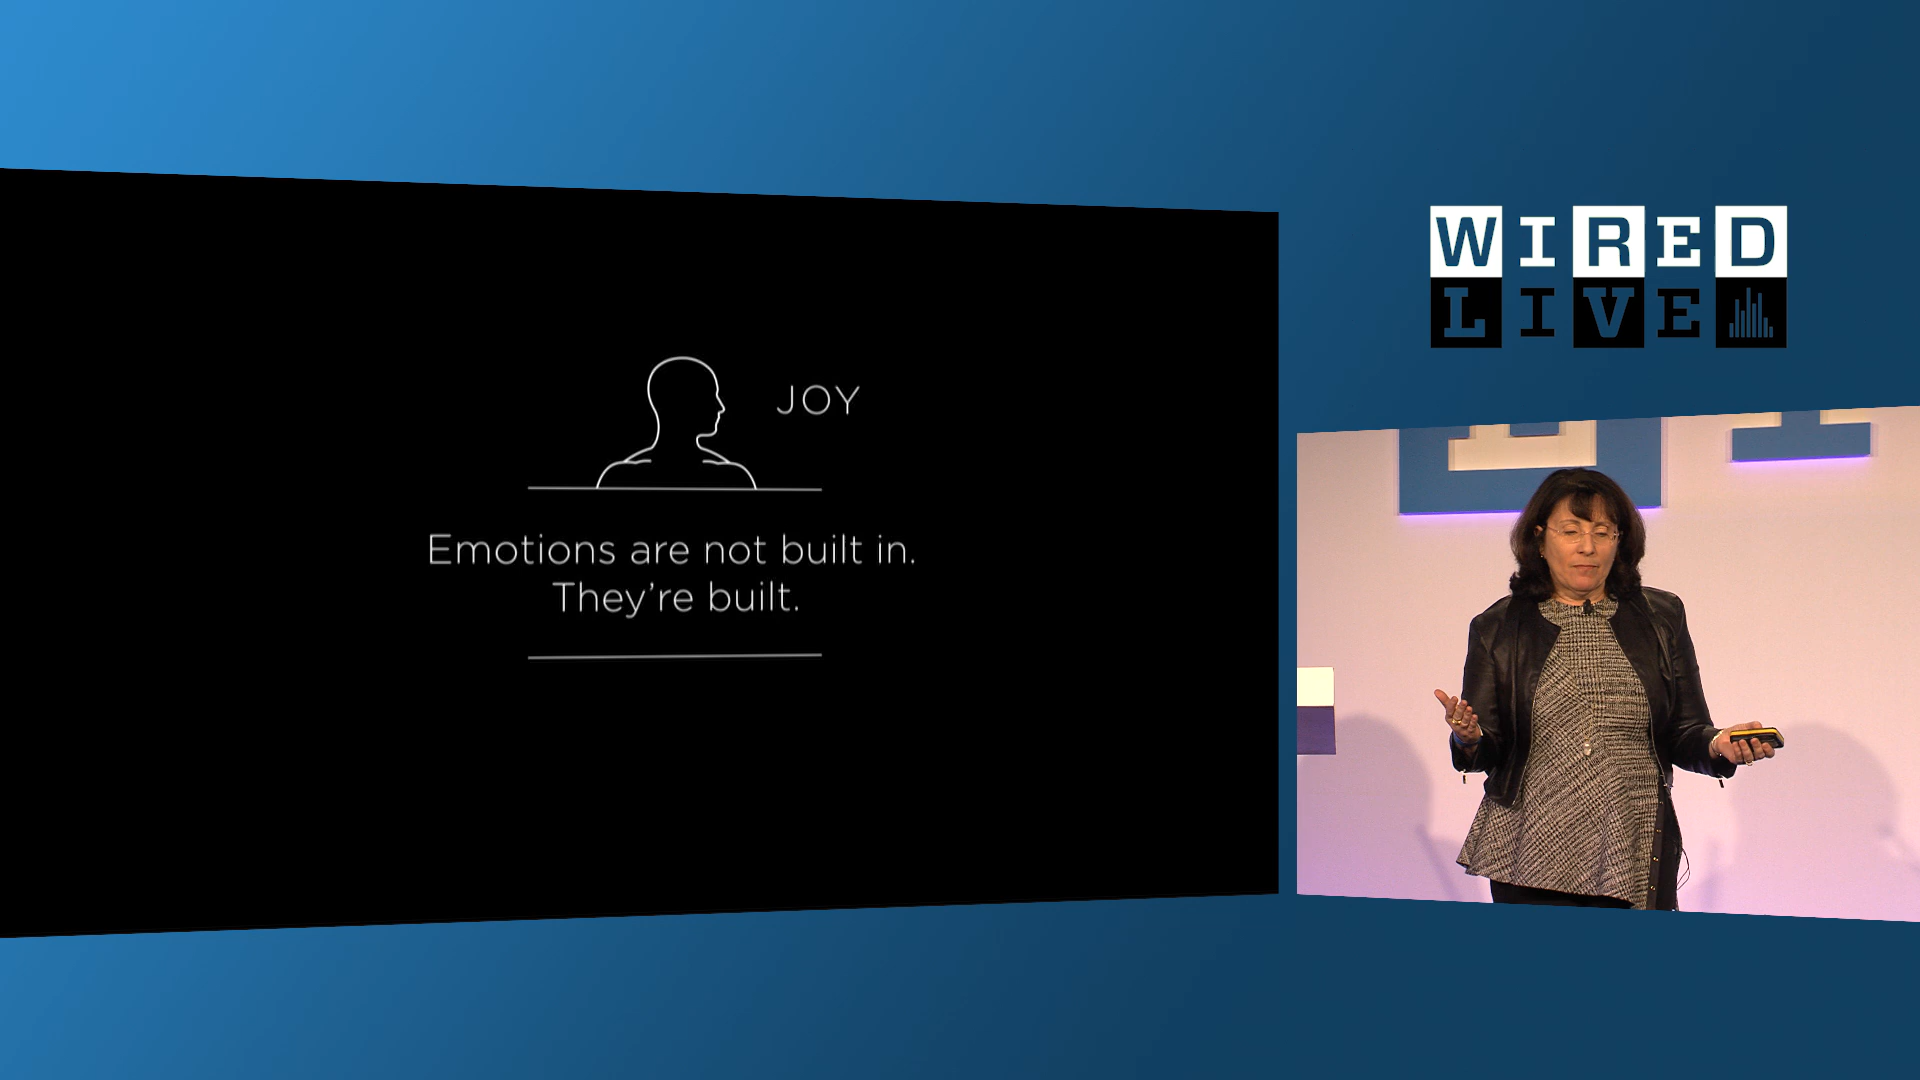 JOY
Emotions are not built in.
They’re built.
WIRED
LIVE